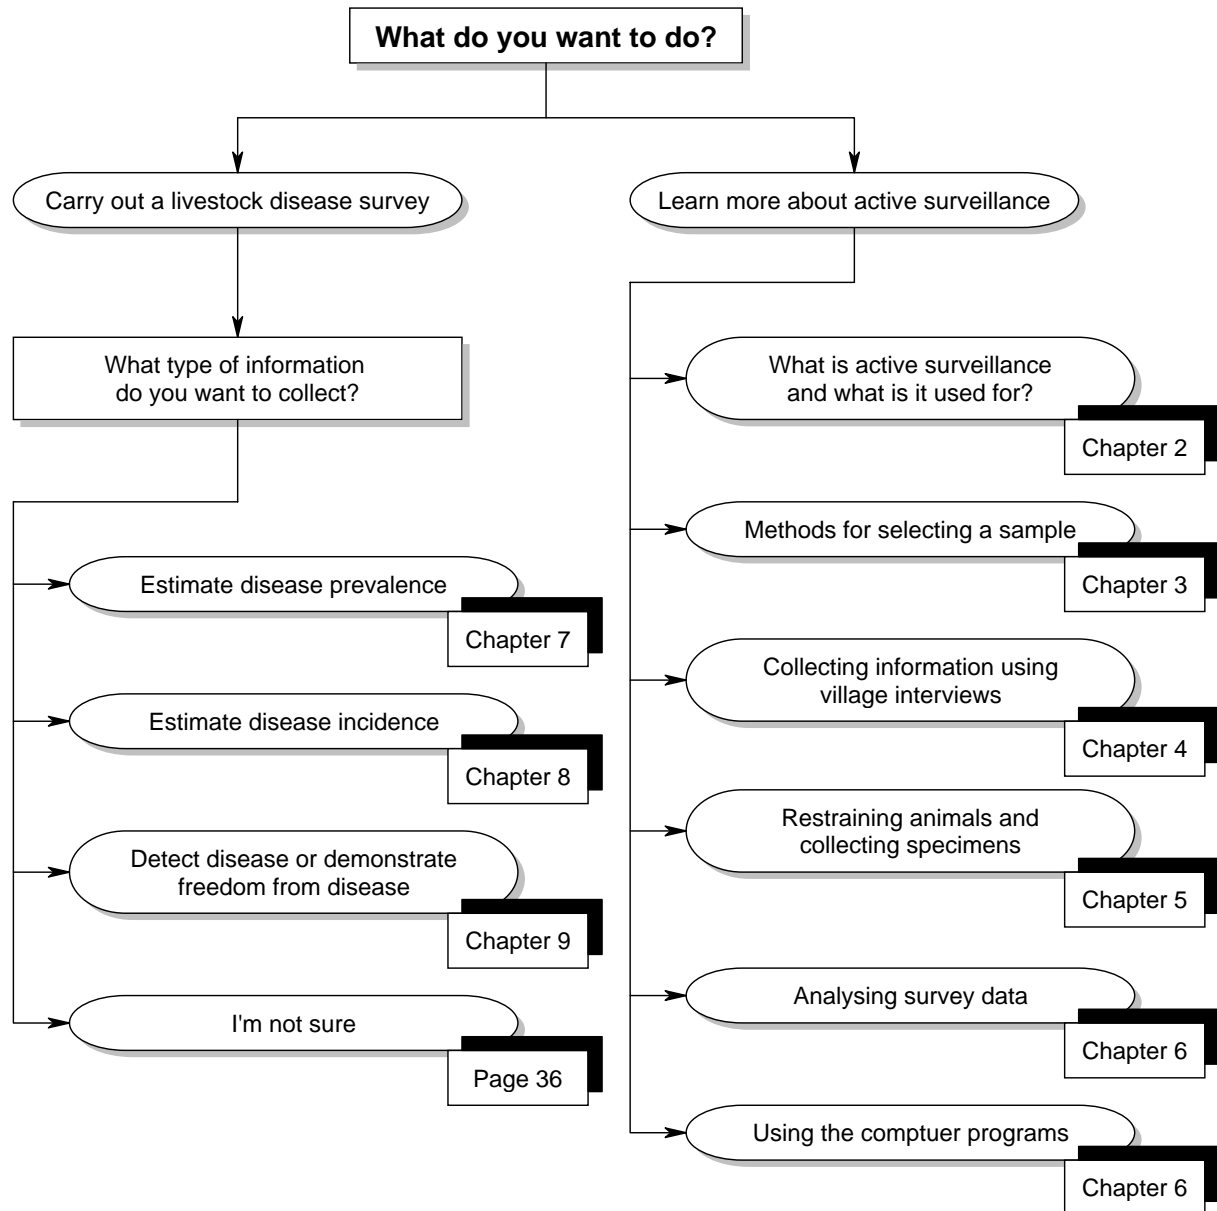 What do you want to do?
Carry out a livestock disease survey
Learn more about active surveillance
What type of information
do you want to collect?
Estimate disease prevalence
Chapter 7
Estimate disease incidence
Chapter 8
Detect disease or demonstrate
freedom from disease
Chapter 9
I'm not sure
Page 36
What is active surveillance
and what is it used for?
Chapter 2
Methods for selecting a sample
Chapter 3
Collecting information using
village interviews
Chapter 4
Restraining animals and
collecting specimens
Chapter 5
Analysing survey data
Chapter 6
Using the comptuer programs
Chapter 6